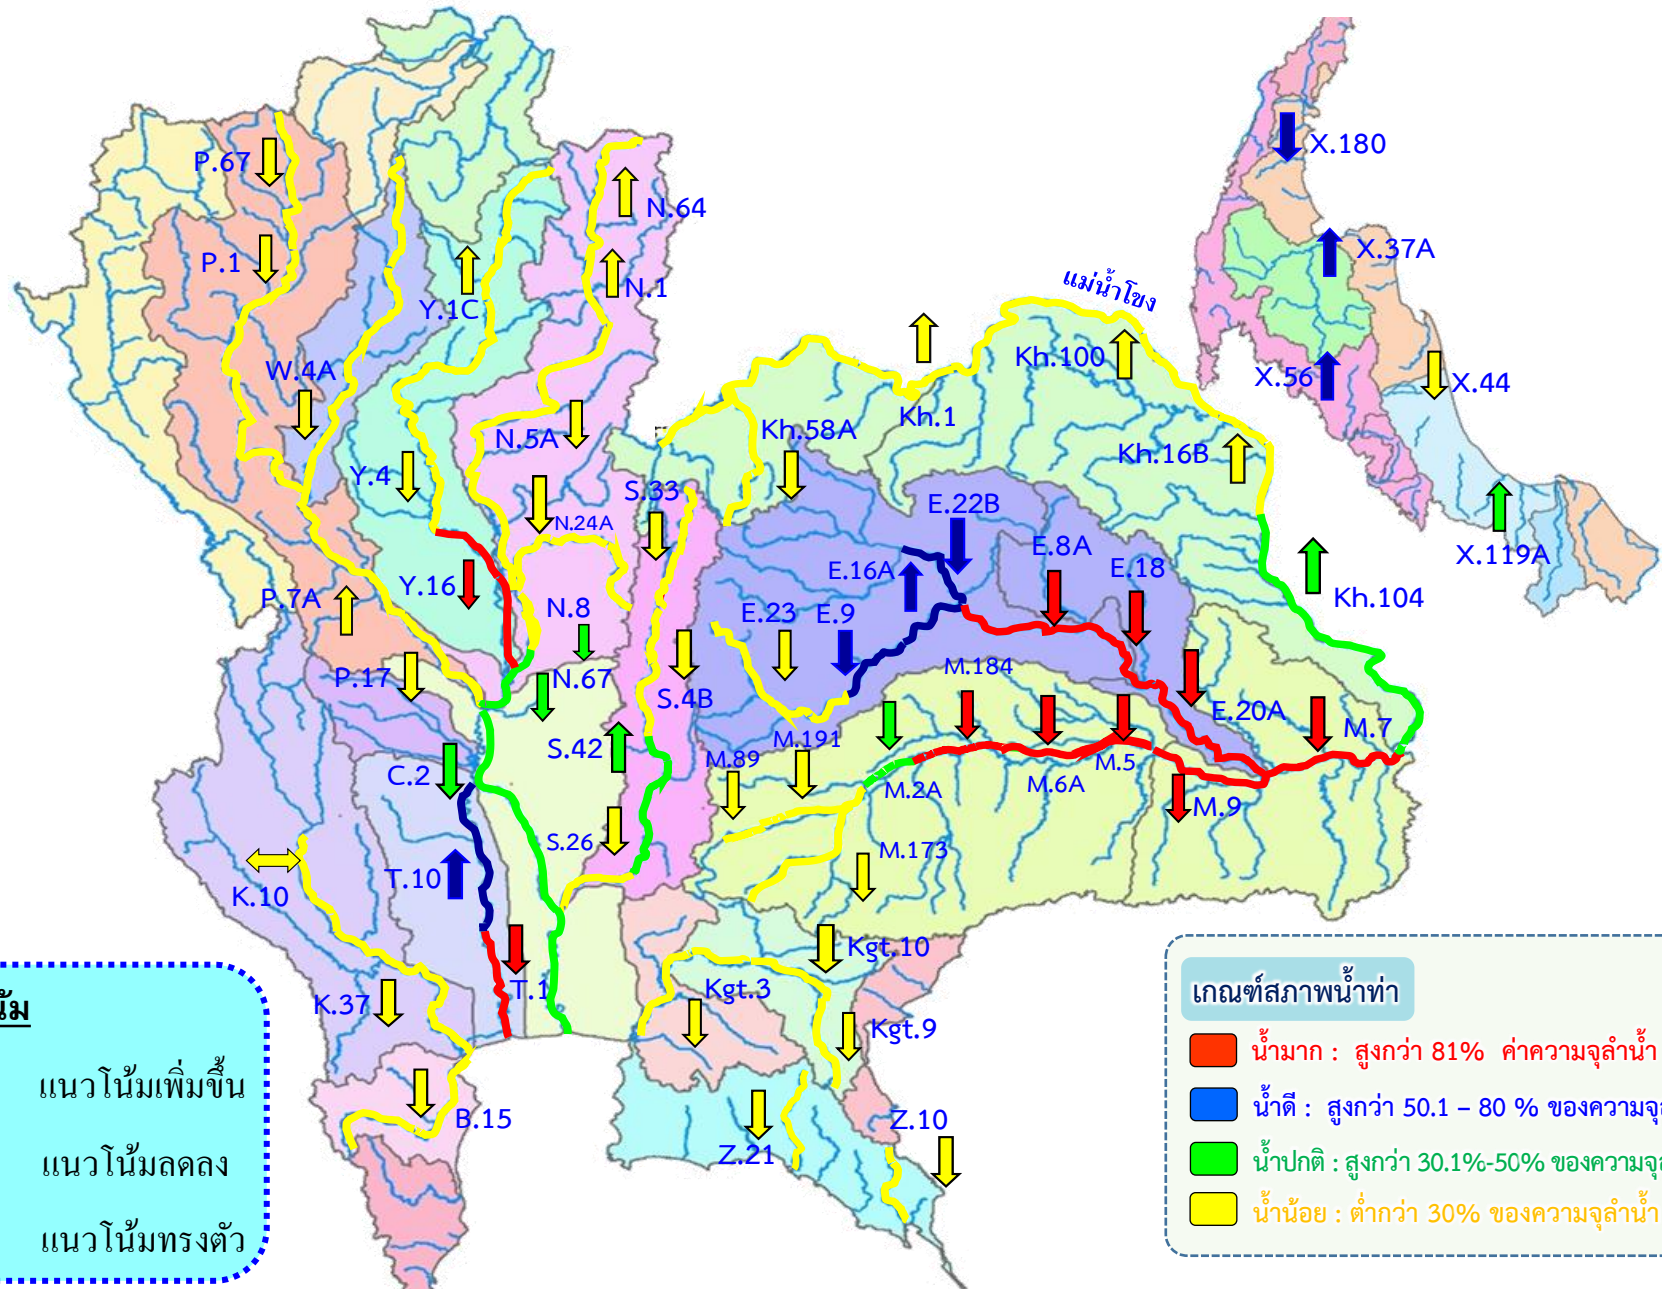 P.67
P.1
W.4A
Y.1C
N.64
N.1
แม่น้ำโขง
Kh.100
Kh.1
Kh.58A
Kh.16B
N.5A
Y.4
N.24A
S.33
E.22B
E.8A
E.18
E.16A
Kh.104
Y.16
P.7A
N.8
E.23
E.9
M.184
P.17
N.67
S.4B
E.20A
M.7
S.42
M.191
M.89
C.2
M.2A
M.6A
M.5
M.9
S.26
M.173
K.10
T.10
T.1
Kgt.10
Kgt.3
Kgt.9
K.37
B.15
Z.21
Z.10
X.180
X.37A
X.56
X.44
X.119A
แนวโน้มเพิ่มขึ้น
แนวโน้มลดลง
แนวโน้มทรงตัว
เกณฑ์สภาพน้ำท่า
น้ำมาก : สูงกว่า 81% ค่าความจุลำน้ำ
น้ำดี : สูงกว่า 50.1 – 80 % ของความจุ
น้ำปกติ : สูงกว่า 30.1%-50% ของความจุ
น้ำน้อย : ต่ำกว่า 30% ของความจุลำน้ำ